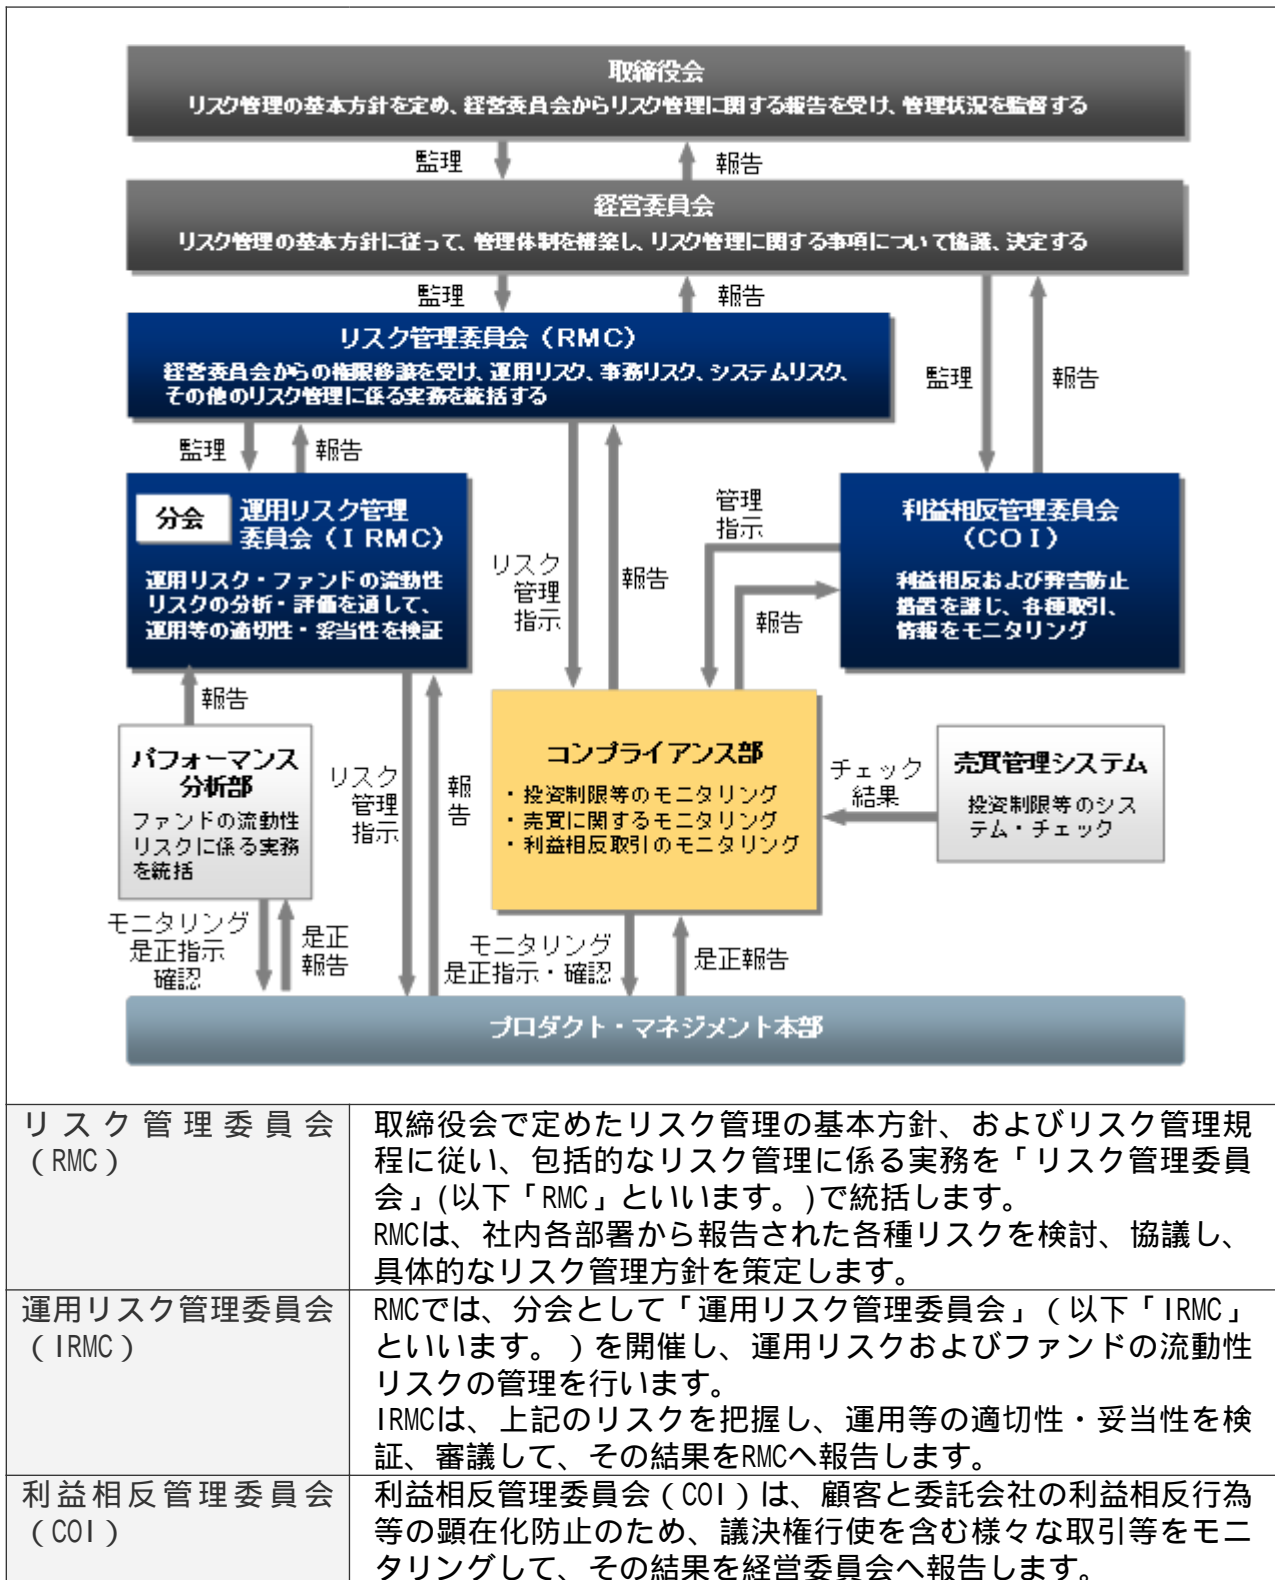 取締役会
リスク管理の基本方針を定め、経営委員会からリスク管理に関する報告を受け、管理状況を監督する
監理
報告
経営委員会
リスク管理の基本方針に従って、管理体制を構築し、リスク管理に関する事項について協議、決定する
監理
報告
リスク管理委員会(RMC)
経営委員会からの権限移譲を受け、運用リスク、事務リスク、システムリスク、
その他のリスク管理に係る実務を統括する
監理
報告
監理
報告
分会
運用リスク管理
委員会(IRMC)
運用リスク・ファンドの流動性
リスクの分析・評価を通して、
運用等の適切性・妥当性を検証
リスク
管理
指示
報告
管理
指示
報告
利益相反管理委員会
(COI)
利益相反および弊害防止
措置を講じ、各種取引、
情報をモニタリング
報告
パフォーマンス
分析部
ファンドの流動性
リスクに係る実務
を統括
リスク
管理
指示
報
告
コンプライアンス部
・投資制限等のモニタリング
・売買に関するモニタリング
・利益相反取引のモニタリング
チェック
結果
売買管理システム
投資制限等のシス
テム・チェック
モニタリング
是正指示
確認
是正
報告
モニタリング
是正指示・確認
是正報告
プロダクト・マネジメント本部
リスク管理委員会
(RMC)
取締役会で定めたリスク管理の基本方針、およびリスク管理規
程に従い、包括的なリスク管理に係る実務を「リスク管理委員
会」(以下「RMC」といいます。)で統括します。
RMCは、社内各部署から報告された各種リスクを検討、協議し、
具体的なリスク管理方針を策定します。
運用リスク管理委員会
(IRMC)
RMCでは、分会として「運用リスク管理委員会」(以下「IRMC」
といいます。)を開催し、運用リスクおよびファンドの流動性
リスクの管理を行います。
IRMCは、上記のリスクを把握し、運用等の適切性・妥当性を検
証、審議して、その結果をRMCへ報告します。
利益相反管理委員会
(COI)
利益相反管理委員会(COI)は、顧客と委託会社の利益相反行為
等の顕在化防止のため、議決権行使を含む様々な取引等をモニ
タリングして、その結果を経営委員会へ報告します。